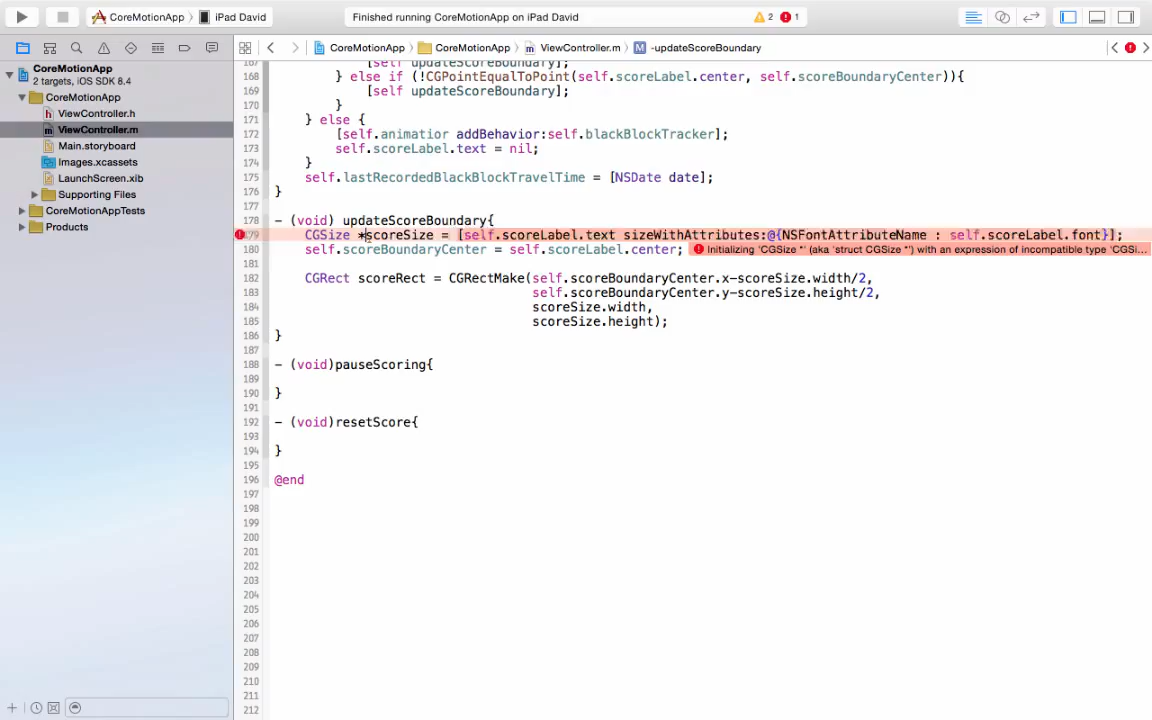 CoreMotionApp
iPad David
Finished running CoreMotionApp on iPad David
2
1
CoreMotionApp
CoreMotionApp
ViewController.m
M
-updateScoreBoundary
CoreMotionApp
2 targets, iOS SDK 8.4
CoreMotionApp
h ViewController.h
m ViewController.m
Main.storyboard
Images.xcassets
LaunchScreen.xib
Supporting Files
CoreMotionAppTests
Products
167 [self updateScoreBoundary];
168 } else if (!CGPointEqualToPoint(self.scoreLabel.center, self.scoreBoundaryCenter)){
169 [self updateScoreBoundary];
170 }
171 } else {
172 [self.animatior addBehavior:self.blackBlockTracker];
173 self.scoreLabel.text = nil;
174 }
175 self.lastRecordedBlackBlockTravelTime = [NSDate date];
176 }
177
178 - (void) updateScoreBoundary{
179 CGSize *scoreSize = [self.scoreLabel.text sizeWithAttributes:@{NSFontAttributeName : self.scoreLabel.font}];
180 self.scoreBoundaryCenter = self.scoreLabel.center; Initializing 'CGSize *' (aka 'struct CGSize *') with an expression of incompatible type 'CGSi...
181
182 CGRect scoreRect = CGRectMake(self.scoreBoundaryCenter.x-scoreSize.width/2,
183 self.scoreBoundaryCenter.y-scoreSize.height/2,
184 scoreSize.width,
185 scoreSize.height);
186 }
187
188 - (void)pauseScoring{
189
190 }
191
192 - (void)resetScore{
193
194 }
195
196 @end
197
198
199
200
201
202
203
204
205
206
207
208
209
210
211
212